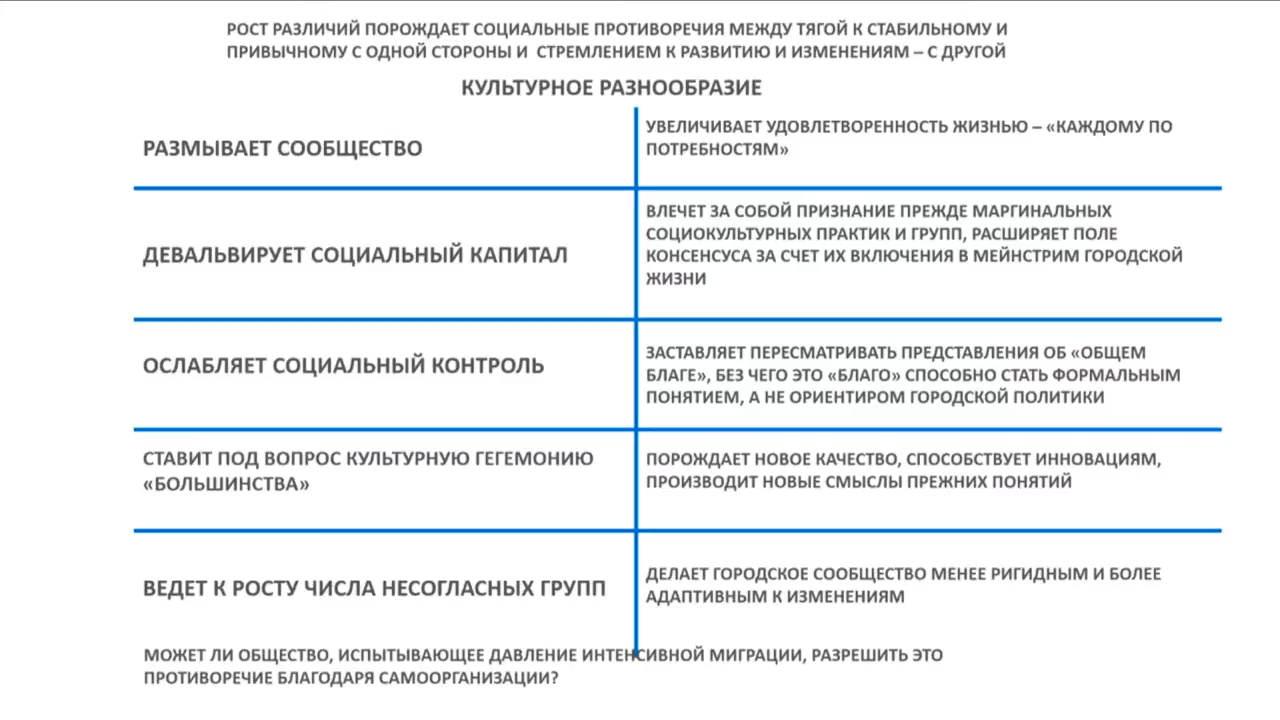 РОСТ РАЗЛИЧИЙ ПОРОЖДАЕТ СОЦИАЛЬНЫЕ ПРОТИВОРЕЧИЯ МЕЖДУ ТЯГОЙ К СТАБИЛЬНОМУ И
ПРИВЫЧНОМУ С ОДНОЙ СТОРОНЫ И СТРЕМЛЕНИЕМ К РАЗВИТИЮ И ИЗМЕНЕНИЯМ – С ДРУГОЙ
КУЛЬТУРНОЕ РАЗНООБРАЗИЕ
РАЗМЫВАЕТ СООБЩЕСТВО
УВЕЛИЧИВАЕТ УДОВЛЕТВОРЕННОСТЬ ЖИЗНЬЮ – «КАЖДОМУ ПО
ПОТРЕБНОСТЯМ»
ДЕВАЛЬВИРУЕТ СОЦИАЛЬНЫЙ КАПИТАЛ
ВЛЕЧЕТ ЗА СОБОЙ ПРИЗНАНИЕ ПРЕЖДЕ МАРГИНАЛЬНЫХ
СОЦИОКУЛЬТУРНЫХ ПРАКТИК И ГРУПП, РАСШИРЯЕТ ПОЛЕ
КОНСЕНСУСА ЗА СЧЕТ ИХ ВКЛЮЧЕНИЯ В МЕЙНСТРИМ ГОРОДСКОЙ
ЖИЗНИ
ОСЛАБЛЯЕТ СОЦИАЛЬНЫЙ КОНТРОЛЬ
ЗАСТАВЛЯЕТ ПЕРЕСМАТРИВАТЬ ПРЕДСТАВЛЕНИЯ ОБ «ОБЩЕМ
БЛАГЕ», БЕЗ ЧЕГО ЭТО «БЛАГО» СПОСОБНО СТАТЬ ФОРМАЛЬНЫМ
ПОНЯТИЕМ, А НЕ ОРИЕНТИРОМ ГОРОДСКОЙ ПОЛИТИКИ
СТАВИТ ПОД ВОПРОС КУЛЬТУРНУЮ ГЕГЕМОНИЮ
«БОЛЬШИНСТВА»
ПОРОЖДАЕТ НОВОЕ КАЧЕСТВО, СПОСОБСТВУЕТ ИННОВАЦИЯМ,
ПРОИЗВОДИТ НОВЫЕ СМЫСЛЫ ПРЕЖНИХ ПОНЯТИЙ
ВЕДЕТ К РОСТУ ЧИСЛА НЕСОГЛАСНЫХ ГРУПП
ДЕЛАЕТ ГОРОДСКОЕ СООБЩЕСТВО МЕНЕЕ РИГИДНЫМ И БОЛЕЕ
АДАПТИВНЫМ К ИЗМЕНЕНИЯМ
МОЖЕТ ЛИ ОБЩЕСТВО, ИСПЫТЫВАЮЩЕЕ ДАВЛЕНИЕ ИНТЕНСИВНОЙ МИГРАЦИИ, РАЗРЕШИТЬ ЭТО
ПРОТИВОРЕЧИЕ БЛАГОДАРЯ САМООРГАНИЗАЦИИ?